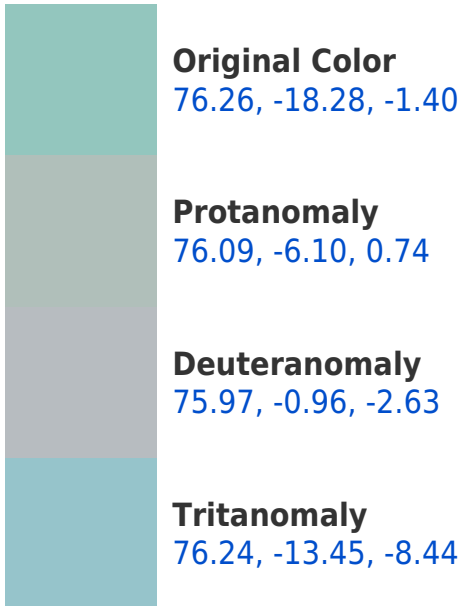 Original Color
76.26, -18.28, -1.40
Protanomaly
76.09, -6.10, 0.74
Deuteranomaly
75.97, -0.96, -2.63
Tritanomaly
76.24, -13.45, -8.44